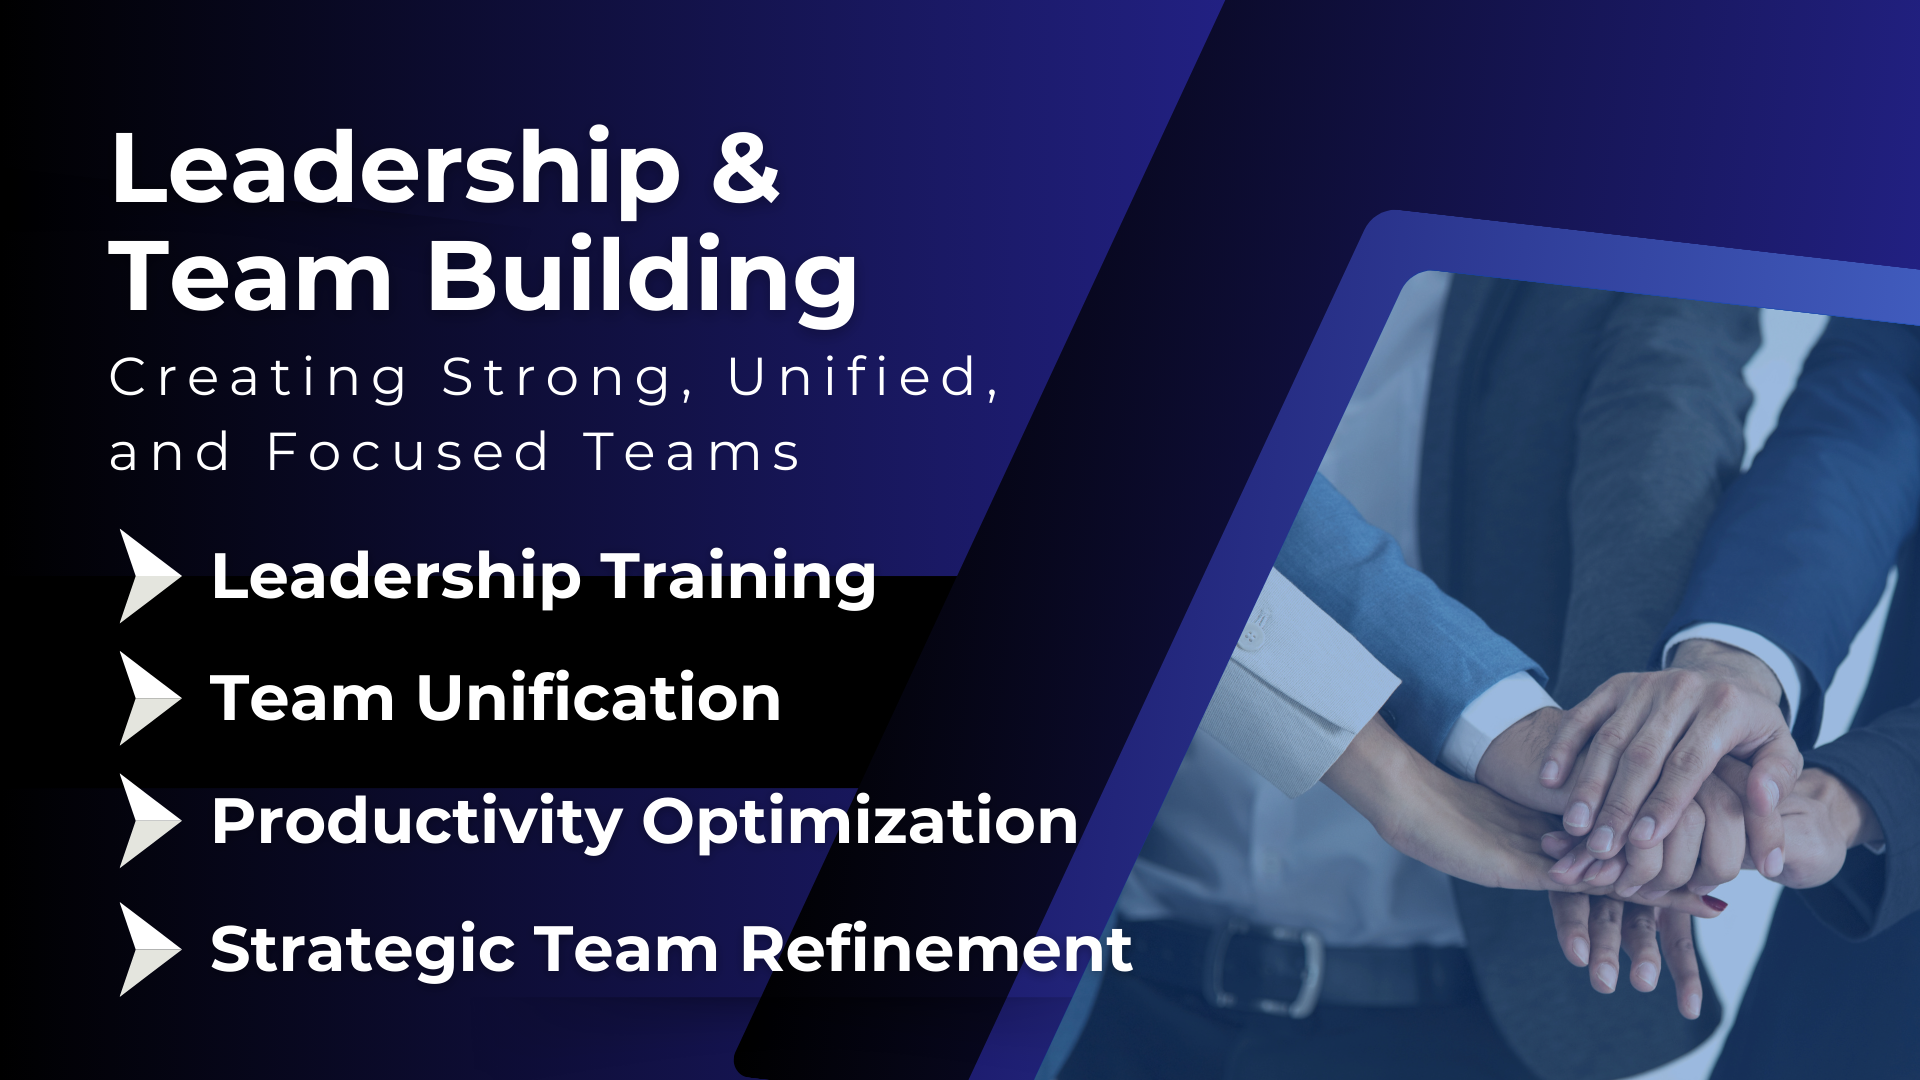 Leadership &
Team Building
Creating Strong, Unified,
and Focused Teams
Leadership Training
Team Unification
Productivity Optimization
Strategic Team Refinement